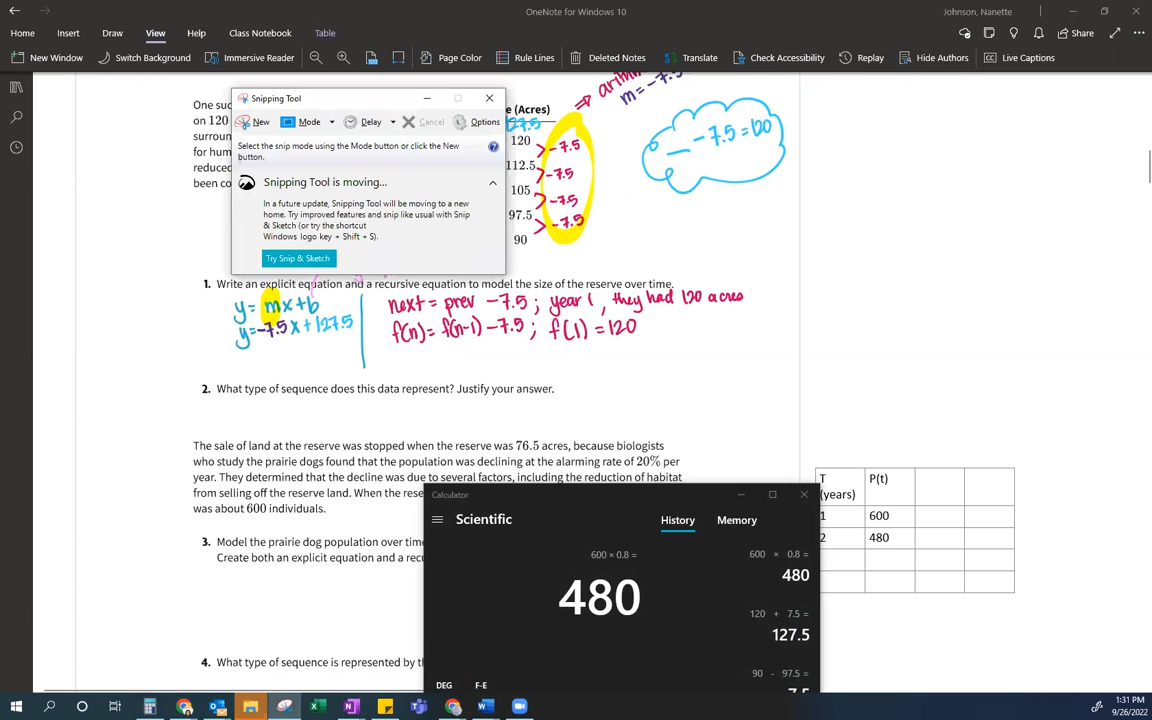 OneNote for Windows 10
Johnson, Nanette
Home Insert Draw View Help Class Notebook Table
Share
New Window Switch Background Immersive Reader Page Color Rule Lines Deleted Notes Translate Check Accessibility Replay Hide Authors Live Captions
One suc
on 120
surroun
for hum
reduced
been co
Snipping Tool
New Mode Delay Cancel Options
Select the snip mode using the Mode button or click the New
button.
Snipping Tool is moving...
In a future update, Snipping Tool will be moving to a new
home. Try improved features and snip like usual with Snip
& Sketch (or try the shortcut
Windows logo key + Shift + S).
Try Snip & Sketch
e (Acres)
127.5
120
112.5
105
97.5
90
-7.5
-7.5
-7.5
-7.5
⇒ arithm
m = -7.5
__ -7.5 = 120
1. Write an explicit equation and a recursive equation to model the size of the reserve over time.
y = mx + b
y = -7.5x + 127.5
next = prev -7.5 ; year 1, they had 120 acres
f(n) = f(n-1) -7.5 ; f(1) = 120
2. What type of sequence does this data represent? Justify your answer.
The sale of land at the reserve was stopped when the reserve was 76.5 acres, because biologists
who study the prairie dogs found that the population was declining at the alarming rate of 20% per
year. They determined that the decline was due to several factors, including the reduction of habitat
from selling off the reserve land. When the rese
was about 600 individuals.
3. Model the prairie dog population over time
Create both an explicit equation and a recu
4. What type of sequence is represented by th
T (years) P(t)
1 600
2 480
Calculator
Scientific
History Memory
600 × 0.8 =
480
600 × 0.8 =
480
120 + 7.5 =
127.5
90 - 97.5 =
DEG F-E
1:31 PM
9/26/2022